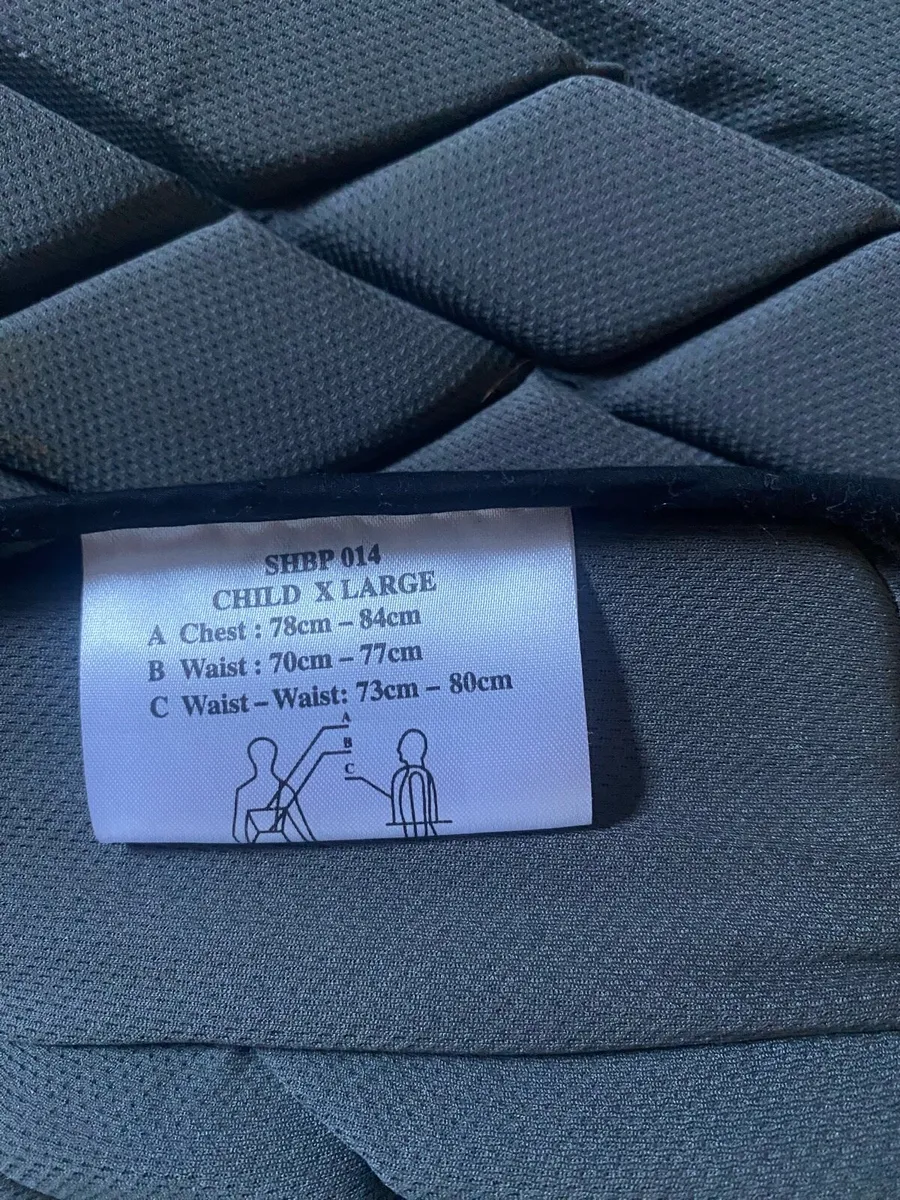 SHBP 014
CHILD X LARGE
A Chest : 78cm – 84cm
B Waist : 70cm – 77cm
C Waist – Waist: 73cm – 80cm
A
B
C